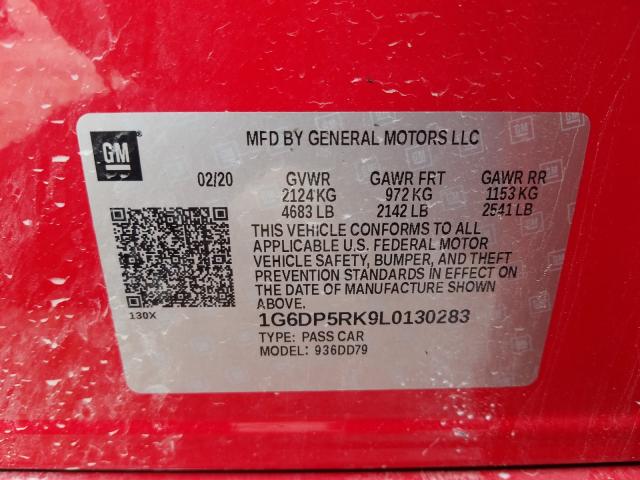 GM
MFD BY GENERAL MOTORS LLC
02/20 GVWR GAWR FRT GAWR RR
2124 KG 972 KG 1153 KG
4683 LB 2142 LB 2541 LB
THIS VEHICLE CONFORMS TO ALL
APPLICABLE U.S. FEDERAL MOTOR
VEHICLE SAFETY, BUMPER, AND THEFT
PREVENTION STANDARDS IN EFFECT ON
THE DATE OF MANUFACTURE SHOWN
ABOVE.
130X
1G6DP5RK9L0130283
TYPE: PASS CAR
MODEL: 936DD79